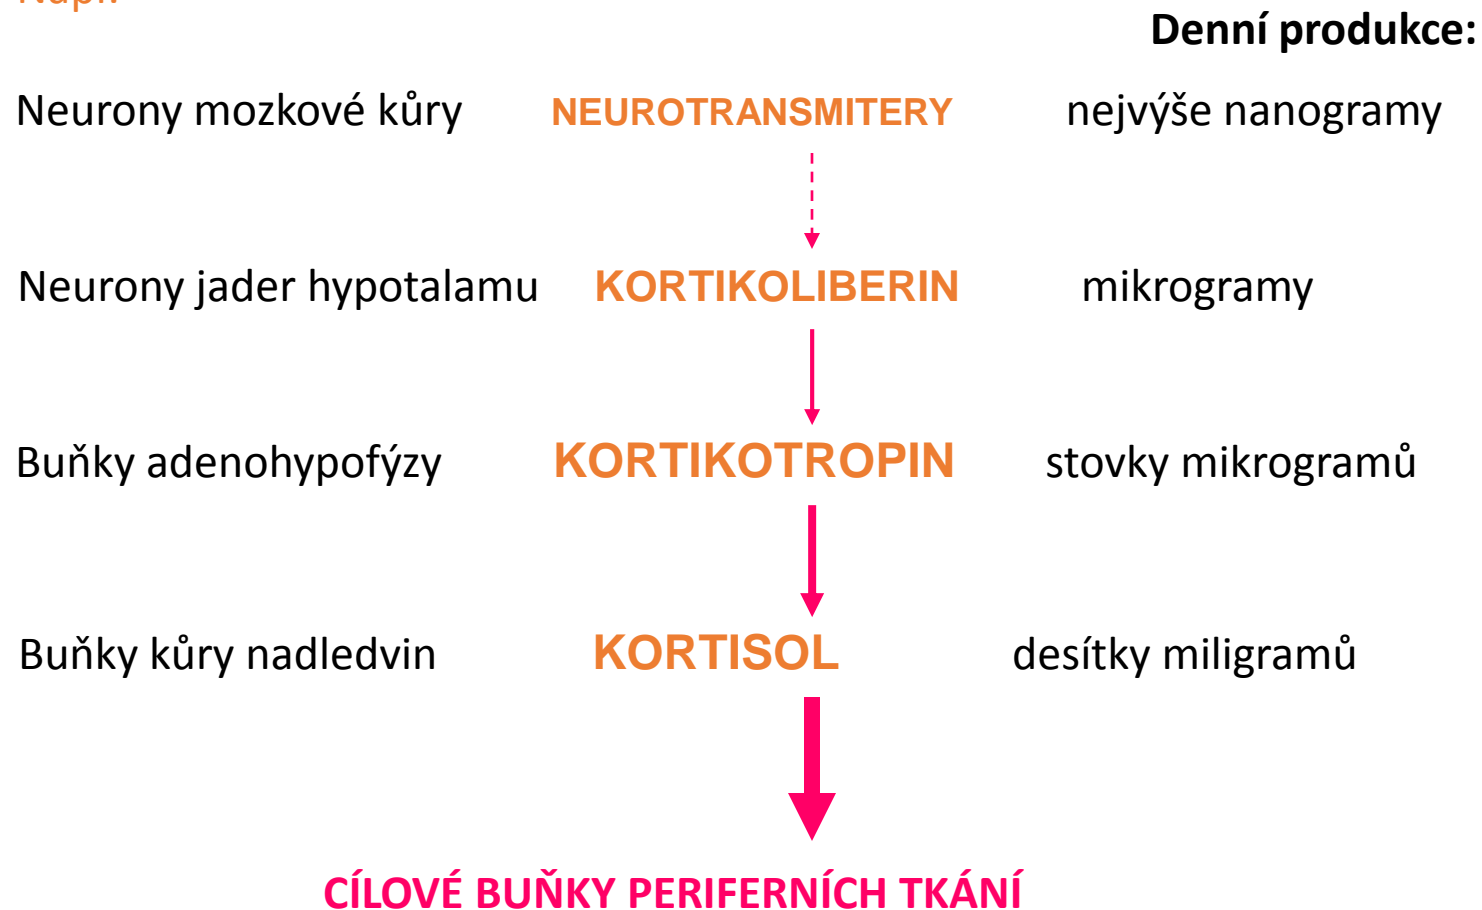 Denní produkce:
Neurony mozkové kůry NEUROTRANSMITERY nejvýše nanogramy
Neurony jader hypotalamu KORTIKOLIBERIN mikrogramy
Buňky adenohypofýzy KORTIKOTROPIN stovky mikrogramů
Buňky kůry nadledvin KORTISOL desítky miligramů
CÍLOVÉ BUŇKY PERIFERNÍCH TKÁNÍ